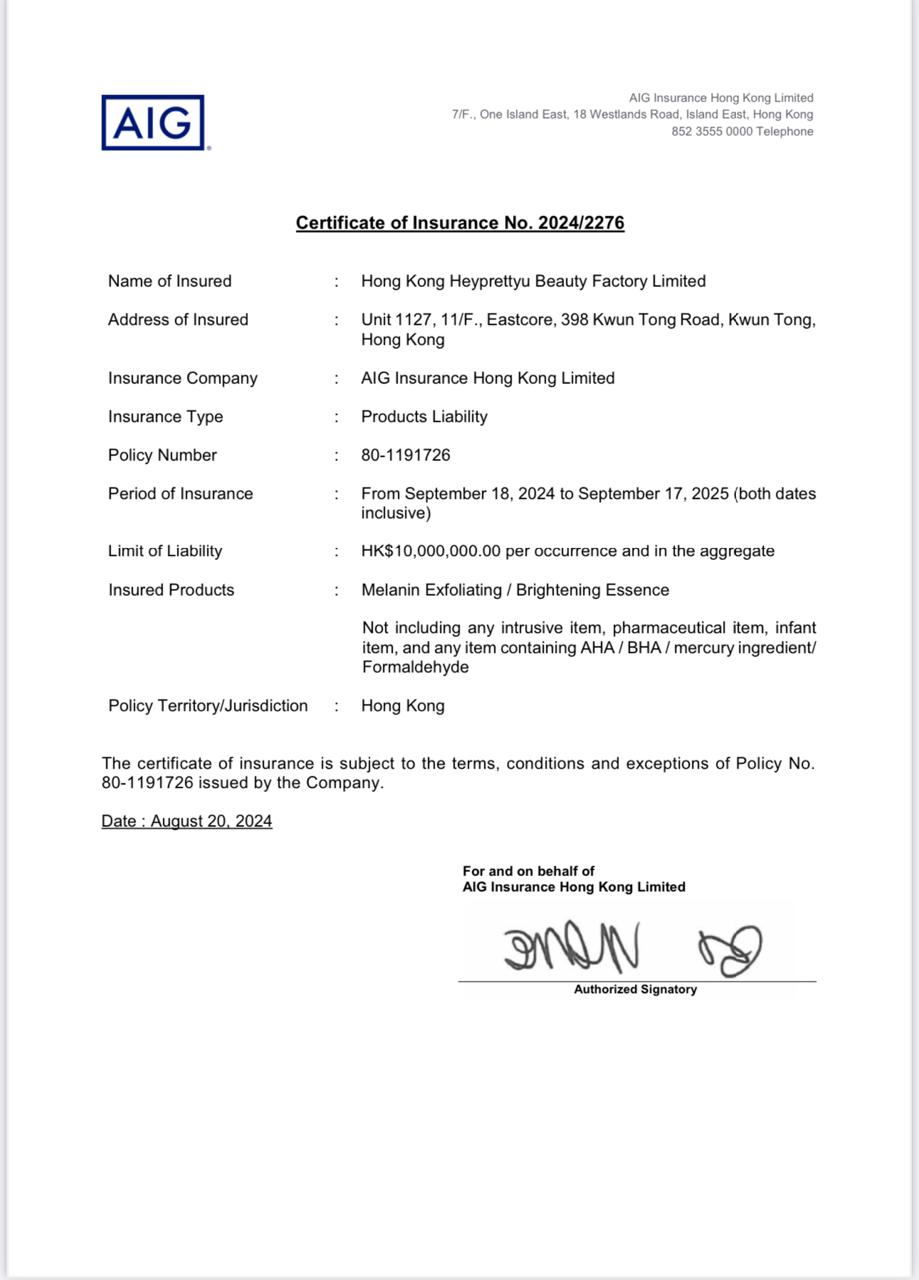 AIG
AIG Insurance Hong Kong Limited
7/F., One Island East, 18 Westlands Road, Island East, Hong Kong
852 3555 0000 Telephone
Certificate of Insurance No. 2024/2276
Name of Insured : Hong Kong Heyprettyu Beauty Factory Limited
Address of Insured : Unit 1127, 11/F., Eastcore, 398 Kwun Tong Road, Kwun Tong,
Hong Kong
Insurance Company : AIG Insurance Hong Kong Limited
Insurance Type : Products Liability
Policy Number : 80-1191726
Period of Insurance : From September 18, 2024 to September 17, 2025 (both dates
inclusive)
Limit of Liability : HK$10,000,000.00 per occurrence and in the aggregate
Insured Products : Melanin Exfoliating / Brightening Essence
Not including any intrusive item, pharmaceutical item, infant
item, and any item containing AHA / BHA / mercury ingredient/
Formaldehyde
Policy Territory/Jurisdiction : Hong Kong
The certificate of insurance is subject to the terms, conditions and exceptions of Policy No.
80-1191726 issued by the Company.
Date : August 20, 2024
For and on behalf of
AIG Insurance Hong Kong Limited
Authorized Signatory